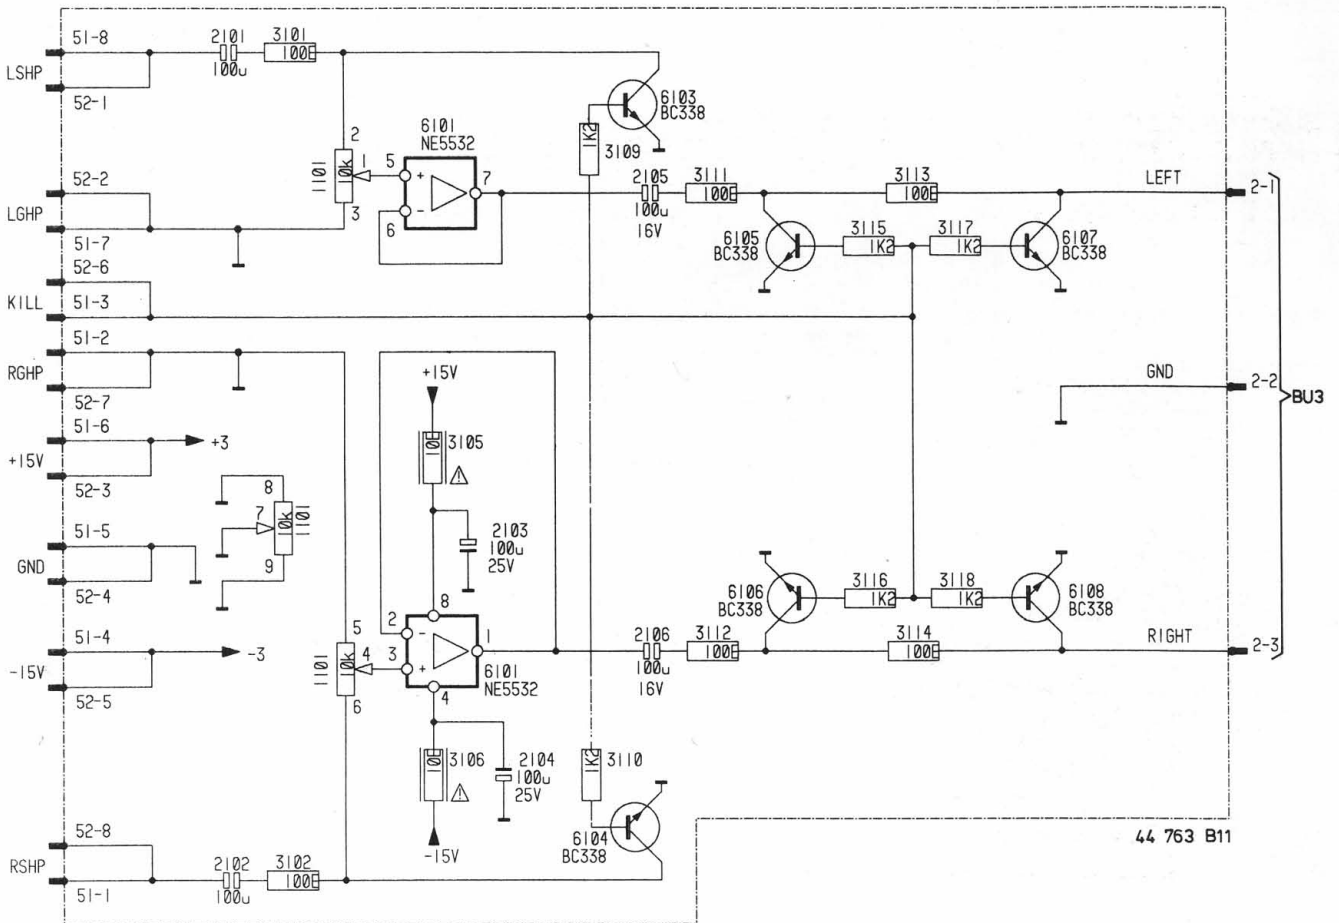 51-8
LSHP
52-1
2101
100u
3101
100E
6103
BC338
1K2
3109
6101
NE5532
2
1101
10k
1
3
5
+
6
-
7
52-2
LGHP
51-7
2105
100u
16V
3111
100E
3113
100E
LEFT
2-1
6105
BC338
3115
1K2
3117
1K2
6107
BC338
52-6
KILL
51-3
51-2
RGHP
52-7
+15V
10E
3105
GND
2-2
BU3
51-6
+15V
52-3
+3
8
7
10k
1101
9
51-5
GND
52-4
2103
100u
25V
8
2
-
3
+
1
4
6101
NE5532
5
4
1101
10k
6
51-4
-15V
52-5
-3
2106
100u
16V
3112
100E
3114
100E
RIGHT
2-3
6106
BC338
3116
1K2
3118
1K2
6108
BC338
10E
3106
2104
100u
25V
-15V
1K2
3110
6104
BC338
52-8
RSHP
51-1
2102
100u
3102
100E
44 763 B11